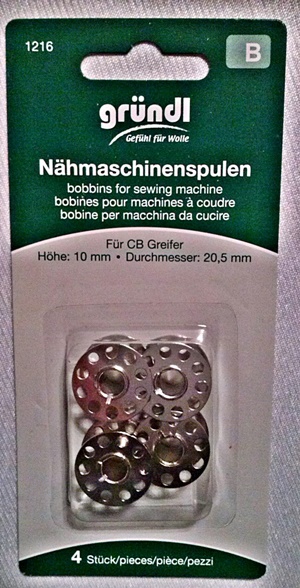 1216
B
gründl
Gefühl für Wolle
Nähmaschinenspulen
bobbins for sewing machine
bobines pour machines à coudre
bobine per macchina da cucire
Für CB Greifer
Höhe: 10 mm • Durchmesser: 20,5 mm
4 Stück/pieces/pièce/pezzi